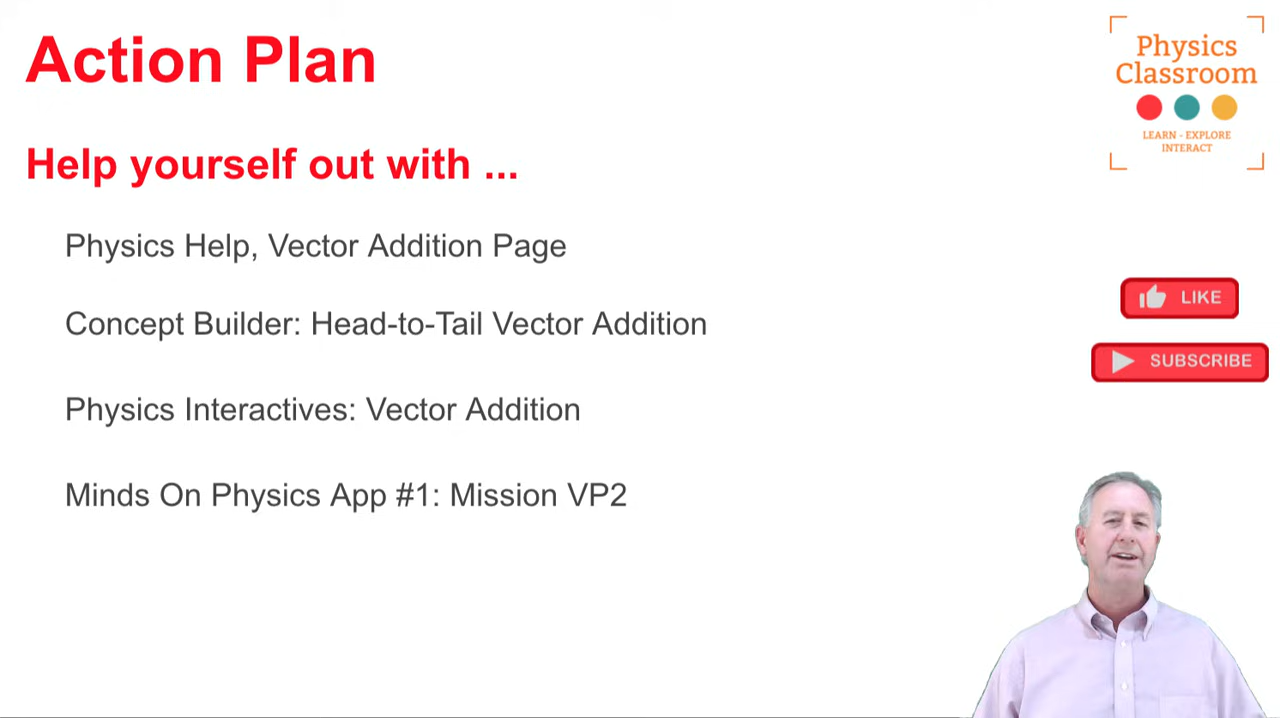 Action Plan
Help yourself out with ...
Physics Help, Vector Addition Page
Concept Builder: Head-to-Tail Vector Addition
Physics Interactives: Vector Addition
Minds On Physics App #1: Mission VP2
Physics
Classroom
LEARN - EXPLORE
INTERACT
LIKE
SUBSCRIBE